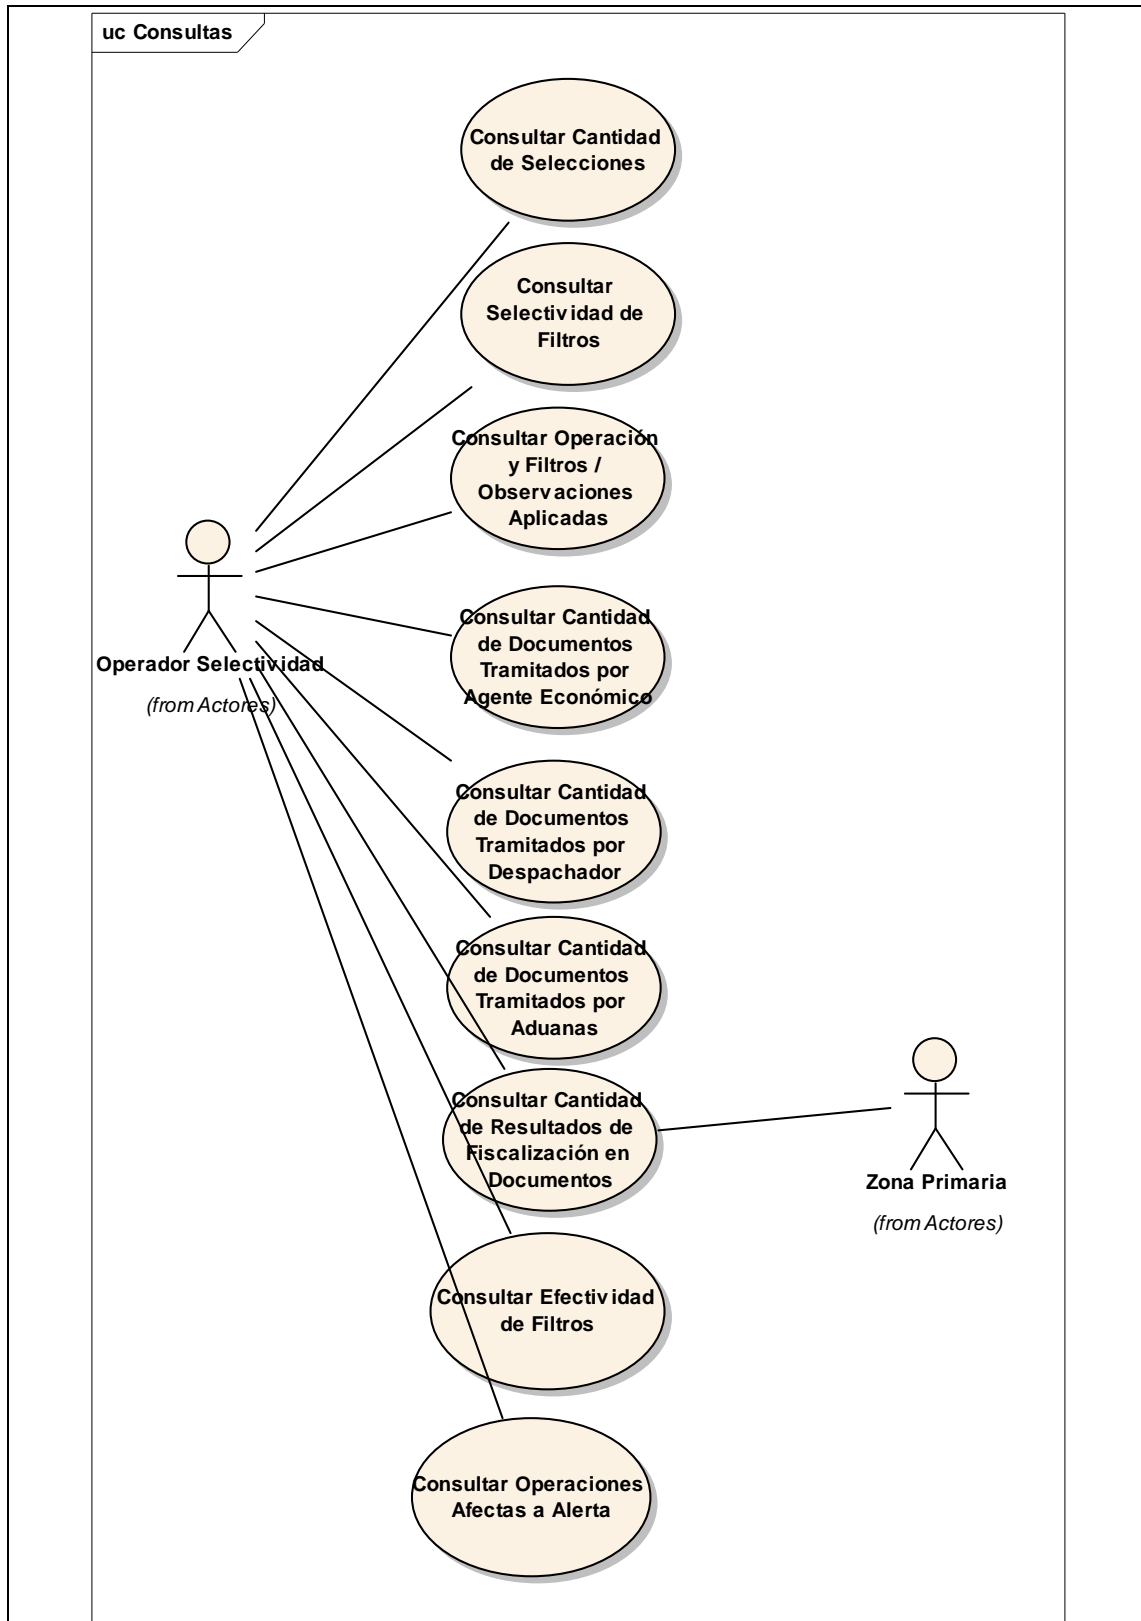 uc Consultas
Consultar Cantidad
de Selecciones
Consultar
Selectividad de
Filtros
Consultar Operación
y Filtros /
Observaciones
Aplicadas
Operador Selectividad
(from Actores)
Consultar Cantidad
de Documentos
Tramitados por
Agente Económico
Consultar Cantidad
de Documentos
Tramitados por
Despachador
Consultar Cantidad
de Documentos
Tramitados por
Aduanas
Consultar Cantidad
de Resultados de
Fiscalización en
Documentos
Zona Primaria
(from Actores)
Consultar Efectividad
de Filtros
Consultar Operaciones
Afectas a Alerta